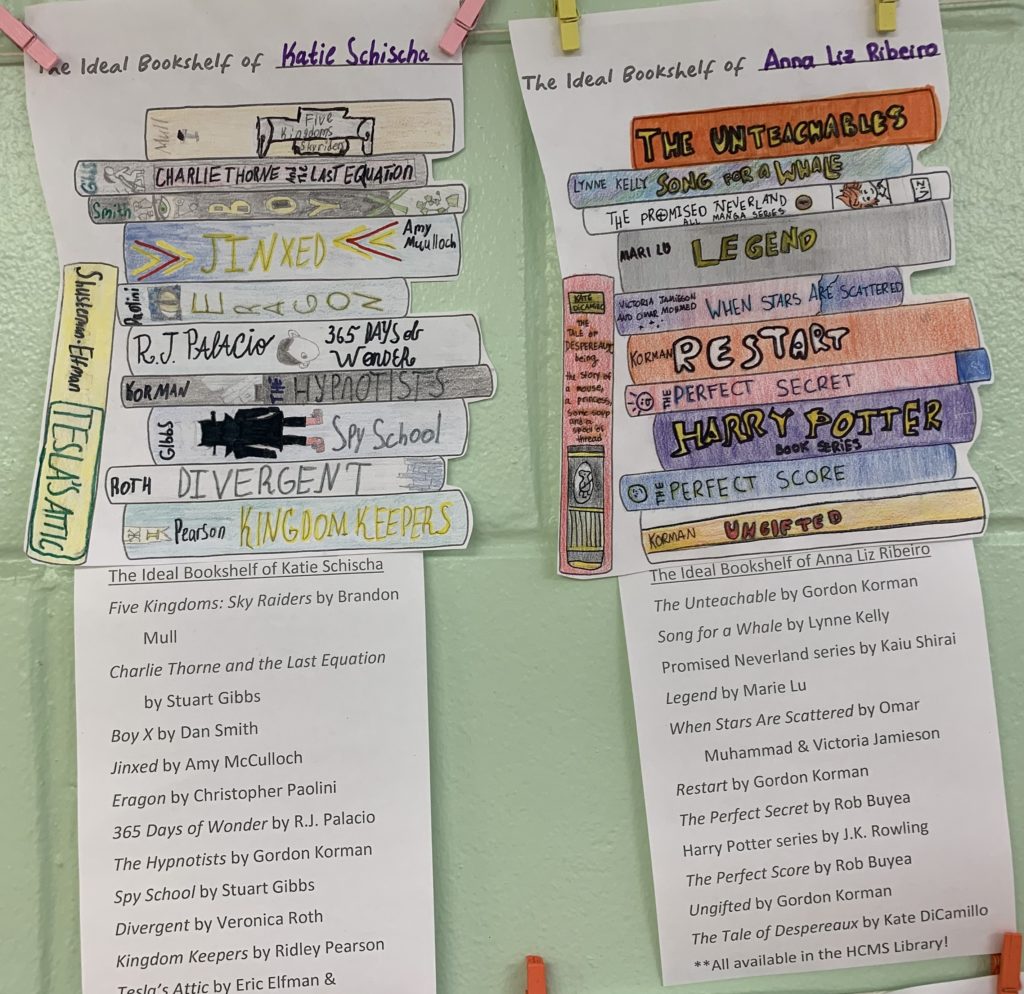 The Ideal Bookshelf of Katie Schischa
Mull
Five
Kingdoms
Skyriders
Gibbs CHARLIE THORNE AND THE LAST EQUATION
Smith BOY X
JINXED Amy McCulloch
Paolini ERAGON
R.J. PALACIO 365 DAYS of
WONDER
KORMAN THE HYPNOTISTS
GIBBS Spy School
ROTH DIVERGENT
Pearson KINGDOM KEEPERS
Shusterman·Elfman TESLA'S ATTIC
The Ideal Bookshelf of Katie Schischa
Five Kingdoms: Sky Raiders by Brandon
Mull
Charlie Thorne and the Last Equation
by Stuart Gibbs
Boy X by Dan Smith
Jinxed by Amy McCulloch
Eragon by Christopher Paolini
365 Days of Wonder by R.J. Palacio
The Hypnotists by Gordon Korman
Spy School by Stuart Gibbs
Divergent by Veronica Roth
Kingdom Keepers by Ridley Pearson
Tesla's Attic by Eric Elfman &
The Ideal Bookshelf of Anna Liz Ribeiro
THE UNTEACHABLES
LYNNE KELLY SONG FOR A WHALE
THE PROMISED NEVERLAND
ALL MANGA SERIES
MARI LU LEGEND
VICTORIA JAMIESON
AND OMAR MOHMMED WHEN STARS ARE SCATTERED
KORMAN RESTART
THE PERFECT SECRET
HARRY POTTER
BOOK SERIES
THE PERFECT SCORE
KORMAN UNGIFTED
KATE
DICAMILLO
THE
TALE OF
DESPEREAUX
being
the story of
a mouse,
a princess,
some soup
and a
spool of
thread
The Ideal Bookshelf of Anna Liz Ribeiro
The Unteachable by Gordon Korman
Song for a Whale by Lynne Kelly
Promised Neverland series by Kaiu Shirai
Legend by Marie Lu
When Stars Are Scattered by Omar
Muhammad & Victoria Jamieson
Restart by Gordon Korman
The Perfect Secret by Rob Buyea
Harry Potter series by J.K. Rowling
The Perfect Score by Rob Buyea
Ungifted by Gordon Korman
The Tale of Despereaux by Kate DiCamillo
**All available in the HCMS Library!